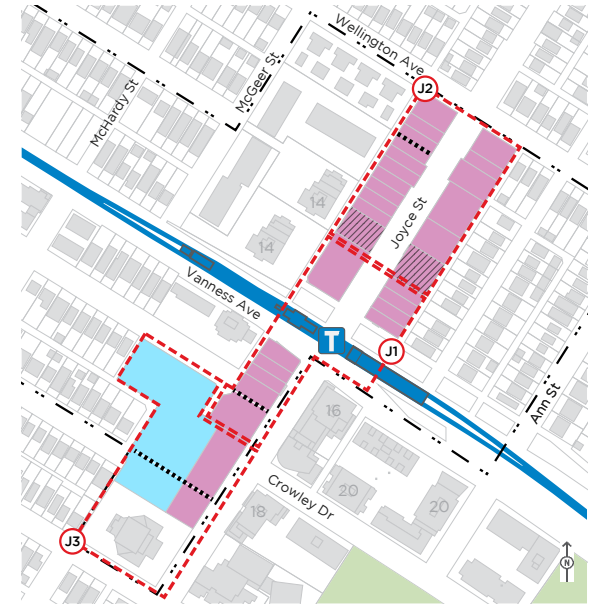 Wellington Ave
McGeer St
McHardy St
J2
14
Joyce St
14
Vanness Ave
T
J1
Ann St
16
20
20
Crowley Dr
18
J3
N